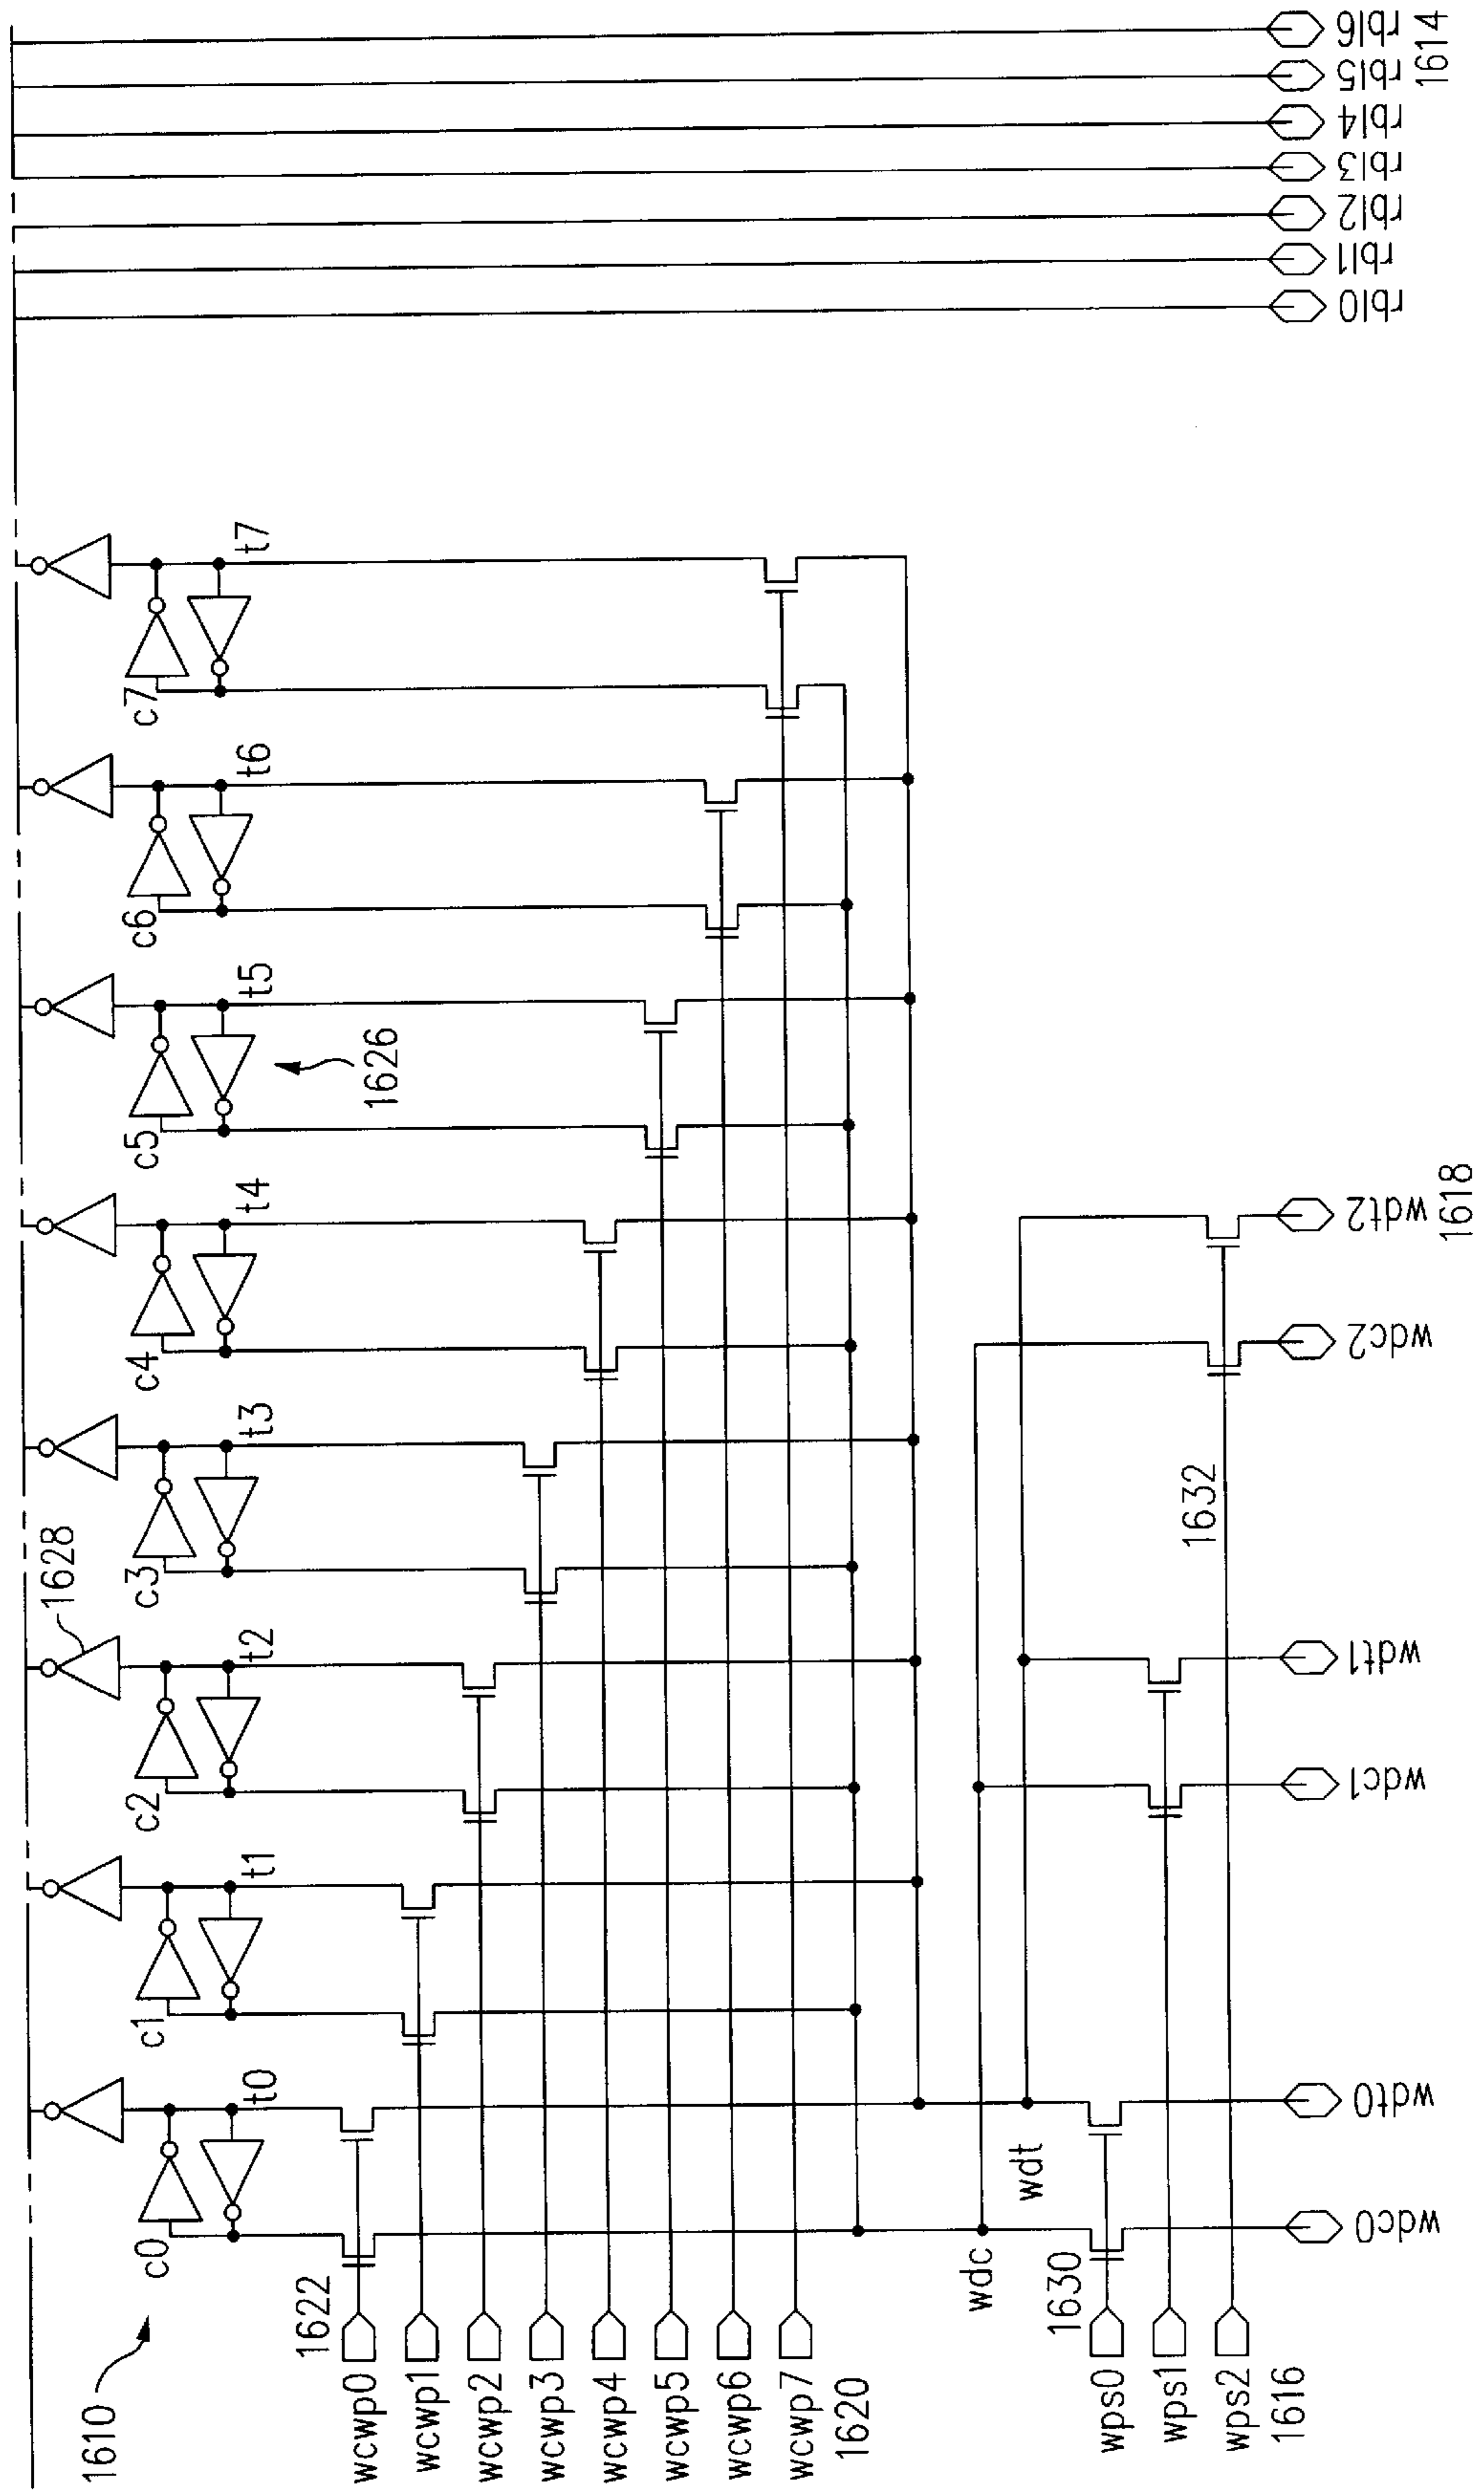 1610
c0
t0
c1
t1
c2
t2
1628
c3
t3
c4
t4
c5
t5
1626
c6
t6
c7
t7
1622
wcwp0
wcwp1
wcwp2
wcwp3
wcwp4
wcwp5
wcwp6
wcwp7
1620
wdc
wdt
1630
1632
wps0
wps1
wps2
1616
wdc0
wdt0
wdc1
wdt1
wdc2
wdt2
1618
rbl0
rbl1
rbl2
rbl3
rbl4
rbl5
rbl6
1614